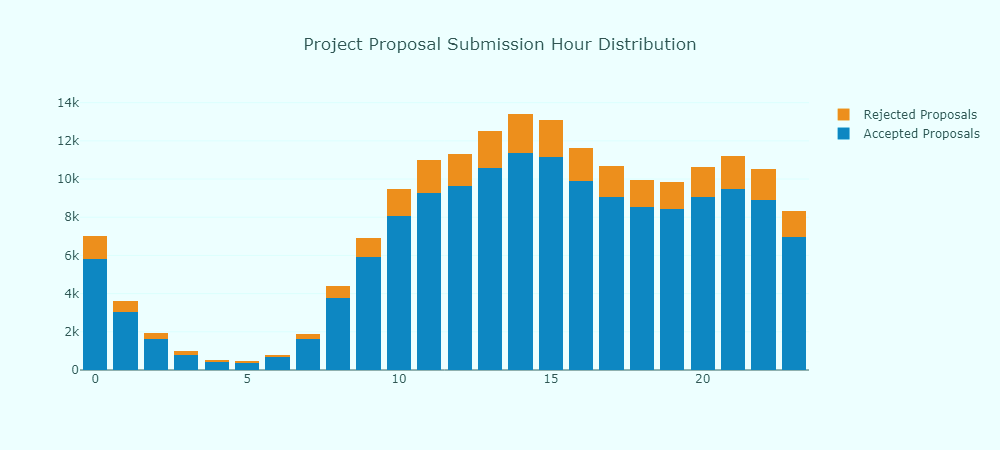 Project Proposal Submission Hour Distribution
14k
12k
10k
8k
6k
4k
2k
0
0 5 10 15 20
Rejected Proposals
Accepted Proposals